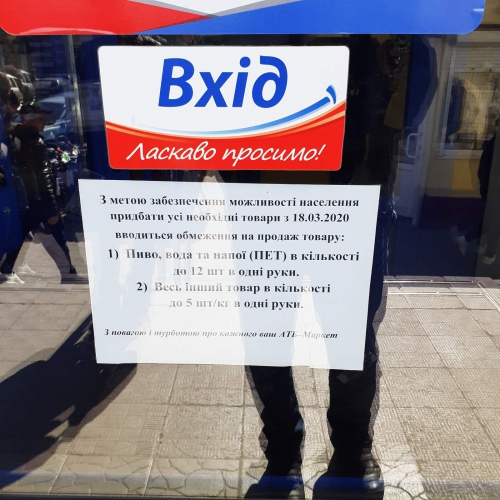 Вхід
Ласкаво просимо!
З метою забезпечення можливості населення
придбати усі необхідні товари з 18.03.2020
вводиться обмеження на продаж товару:
1) Пиво, вода та напої (ПЕТ) в кількості
до 12 шт в одні руки.
2) Весь інший товар в кількості
до 5 шт/кг в одні руки.
З повагою і турботою про кожного ваш АТБ-Маркет